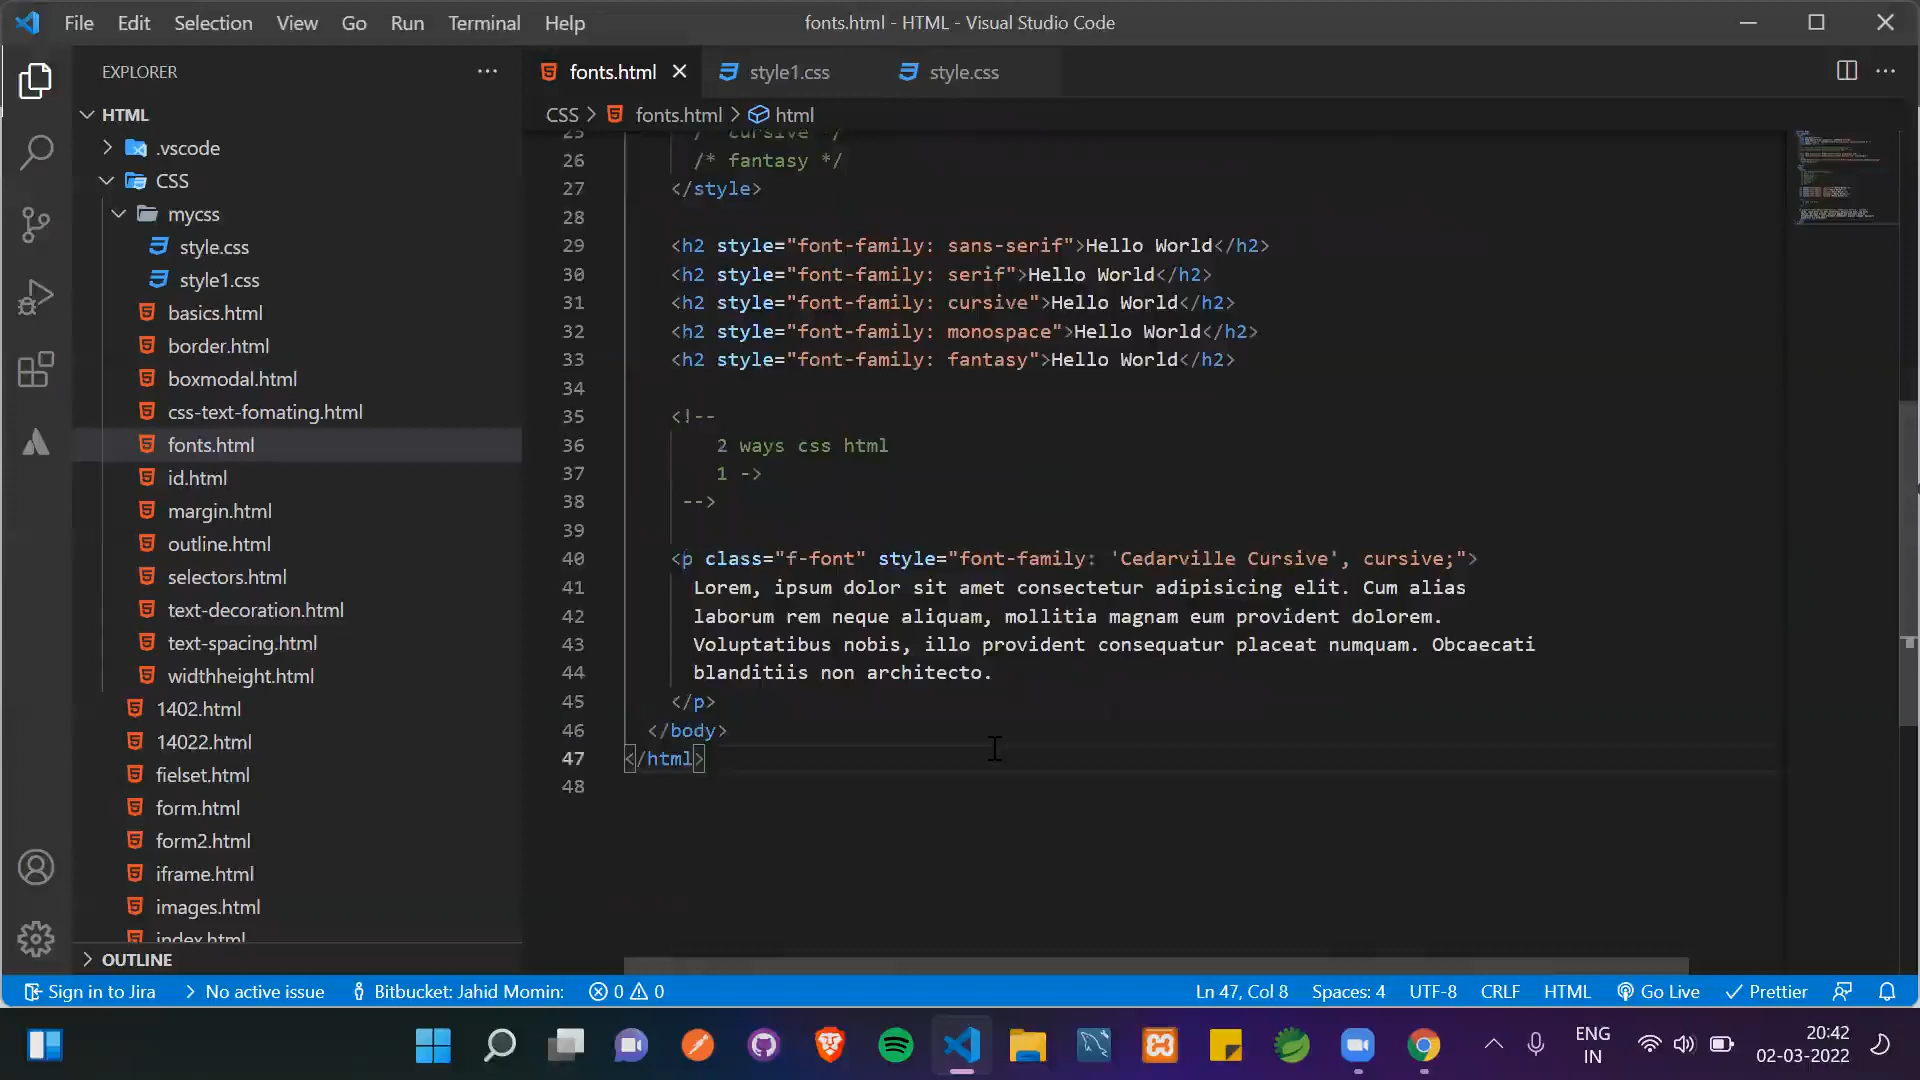 File Edit Selection View Go Run Terminal Help
fonts.html - HTML - Visual Studio Code
EXPLORER
HTML
.vscode
CSS
mycss
style.css
style1.css
basics.html
border.html
boxmodal.html
css-text-fomating.html
fonts.html
id.html
margin.html
outline.html
selectors.html
text-decoration.html
text-spacing.html
widthheight.html
1402.html
14022.html
fielset.html
form.html
form2.html
iframe.html
images.html
index.html
OUTLINE
fonts.html style1.css style.css
CSS > fonts.html > html
25 /* cursive */
26 /* fantasy */
27 </style>
28
29 <h2 style="font-family: sans-serif">Hello World</h2>
30 <h2 style="font-family: serif">Hello World</h2>
31 <h2 style="font-family: cursive">Hello World</h2>
32 <h2 style="font-family: monospace">Hello World</h2>
33 <h2 style="font-family: fantasy">Hello World</h2>
34
35 <!--
36 2 ways css html
37 1 ->
38 -->
39
40 <p class="f-font" style="font-family: 'Cedarville Cursive', cursive;">
41 Lorem, ipsum dolor sit amet consectetur adipisicing elit. Cum alias
42 laborum rem neque aliquam, mollitia magnam eum provident dolorem.
43 Voluptatibus nobis, illo provident consequatur placeat numquam. Obcaecati
44 blanditiis non architecto.
45 </p>
46 </body>
47 </html>
48
Sign in to Jira No active issue Bitbucket: Jahid Momin: 0 0
Ln 47, Col 8 Spaces: 4 UTF-8 CRLF HTML Go Live Prettier
ENG
IN
20:42
02-03-2022